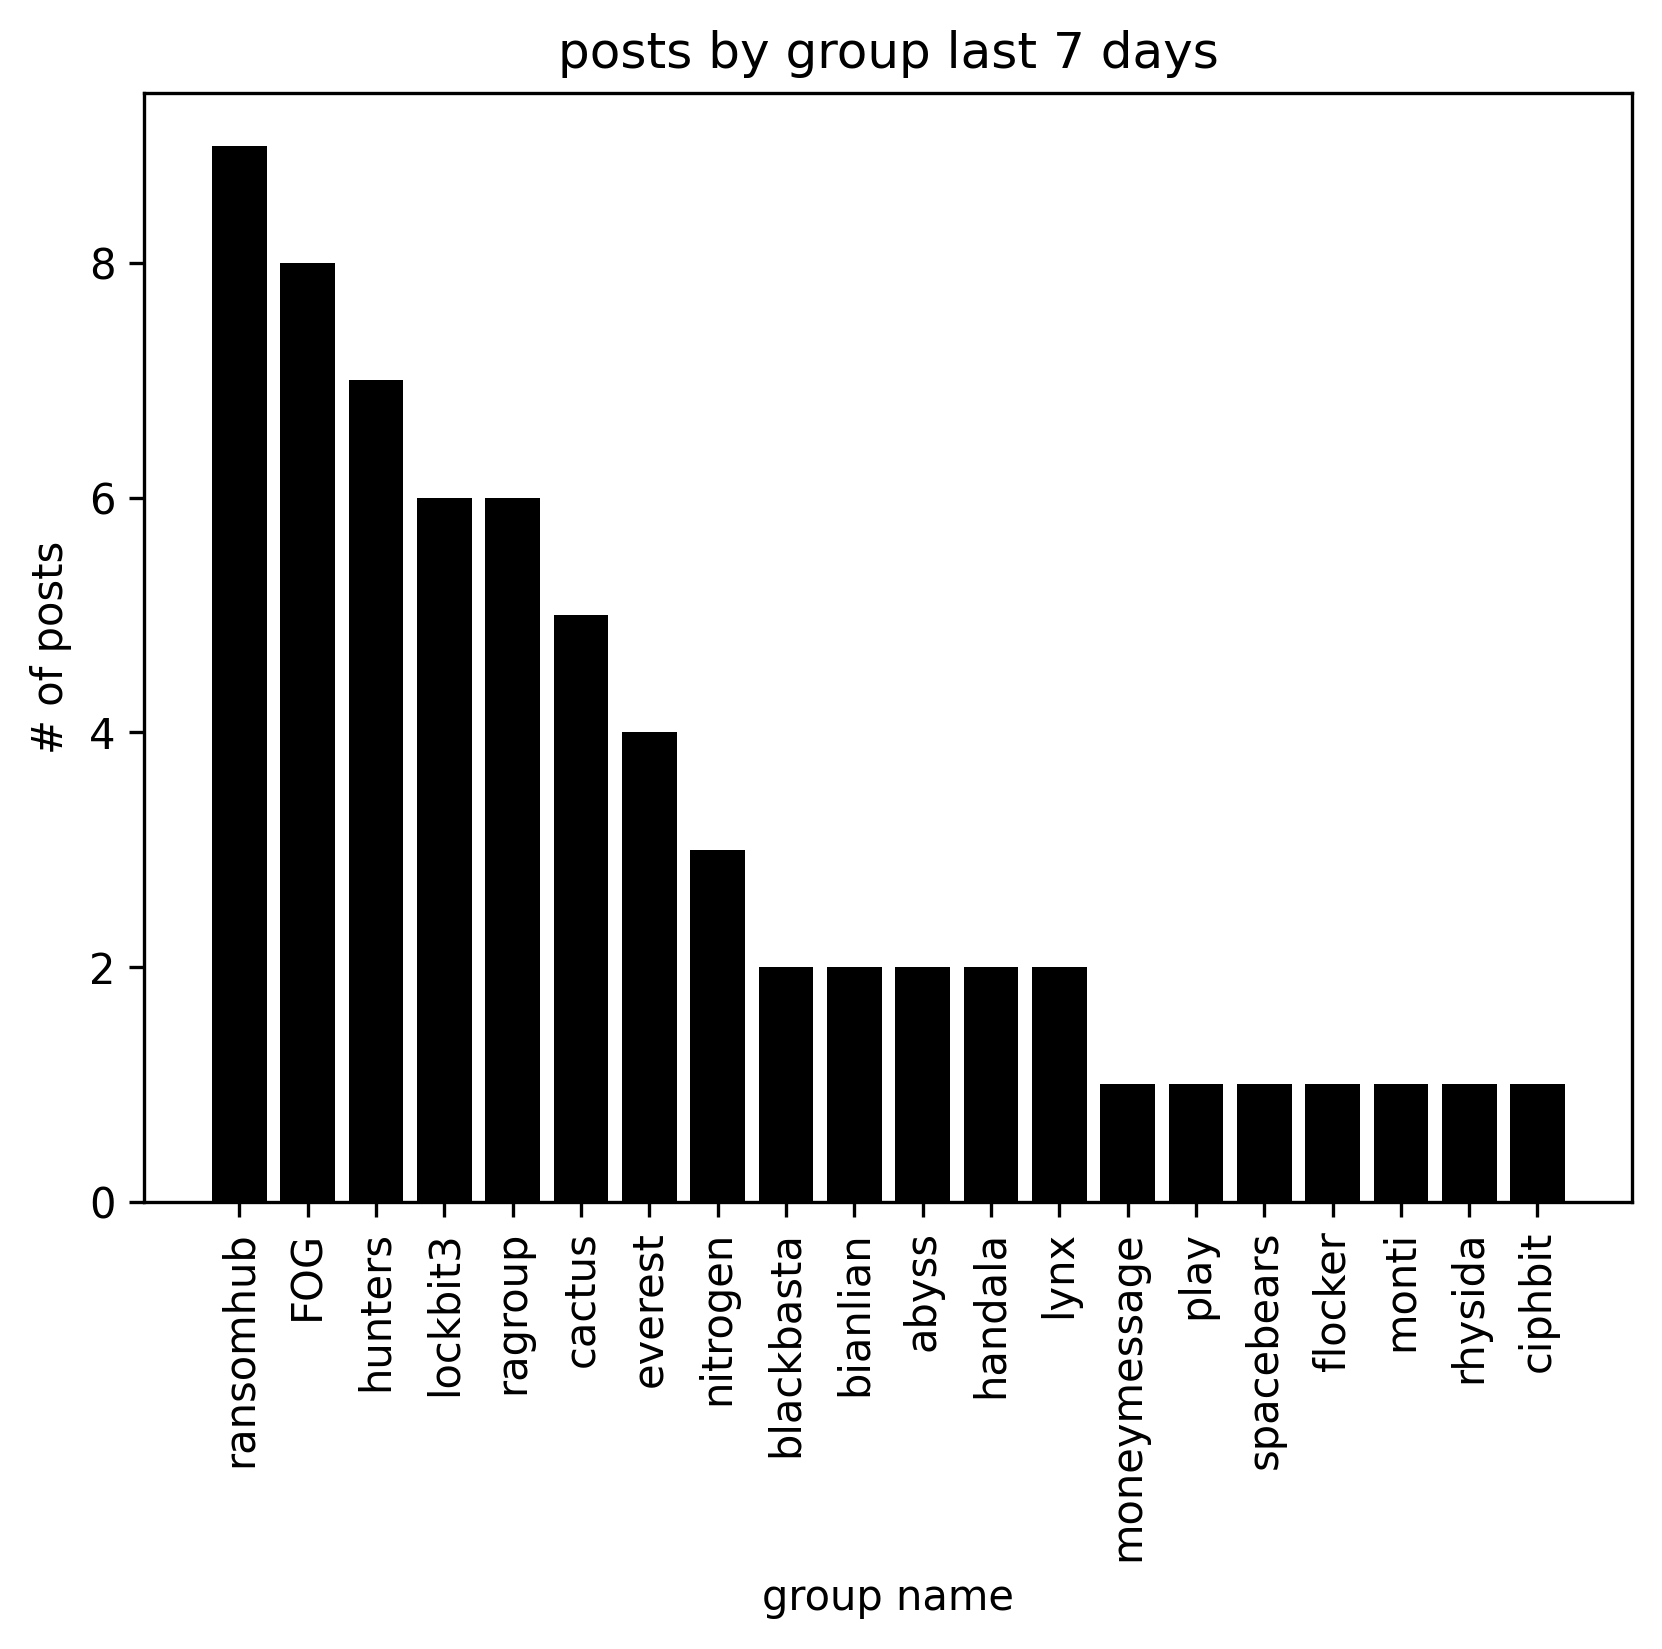 posts by group last 7 days
# of posts
8
6
4
2
0
ransomhub
FOG
hunters
lockbit3
ragroup
cactus
everest
nitrogen
blackbasta
bianlian
abyss
handala
lynx
moneymessage
play
spacebears
flocker
monti
rhysida
ciphbit
group name